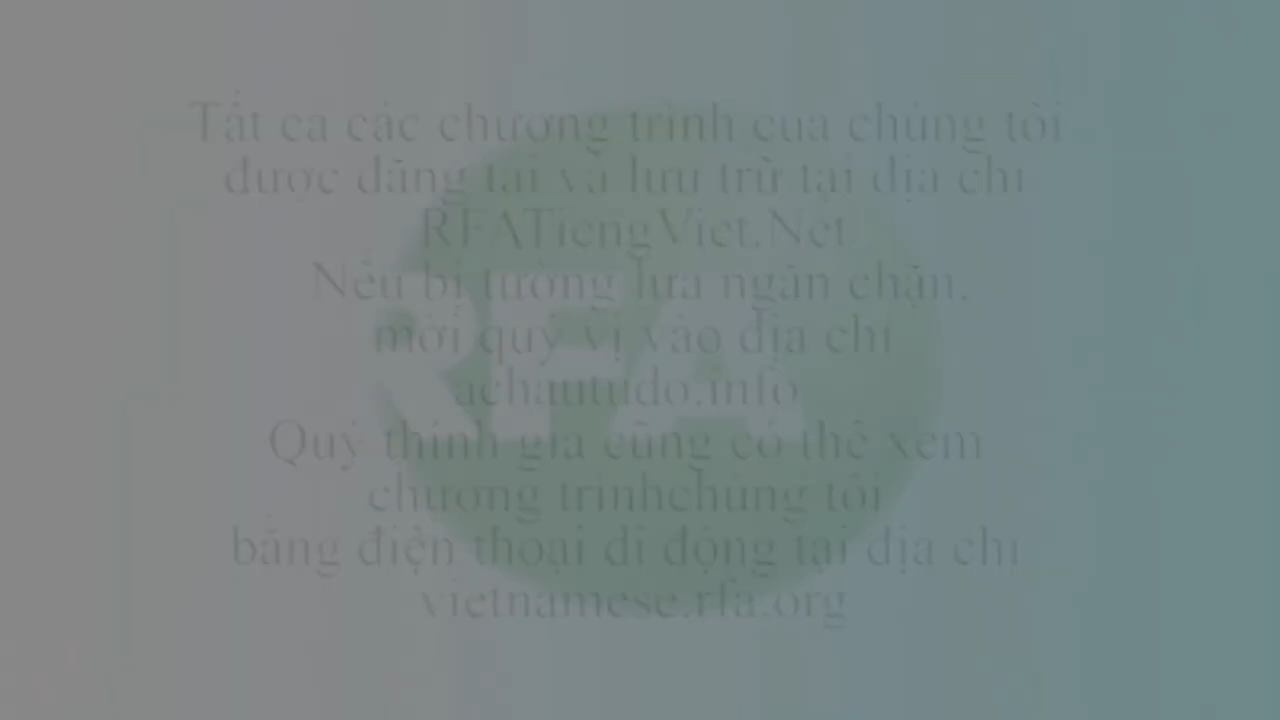 Tất cả các chương trình của chúng tôi
được đăng tải và lưu trữ tại địa chỉ
RFATiengViet.Net
Nếu bị tường lửa ngăn chặn,
mời quý vị vào địa chỉ
achautudo.info
Quý thính giả cũng có thể xem
chương trìnhchúng tôi
bằng điện thoại di động tại địa chỉ
vietnamese.rfa.org
RFA